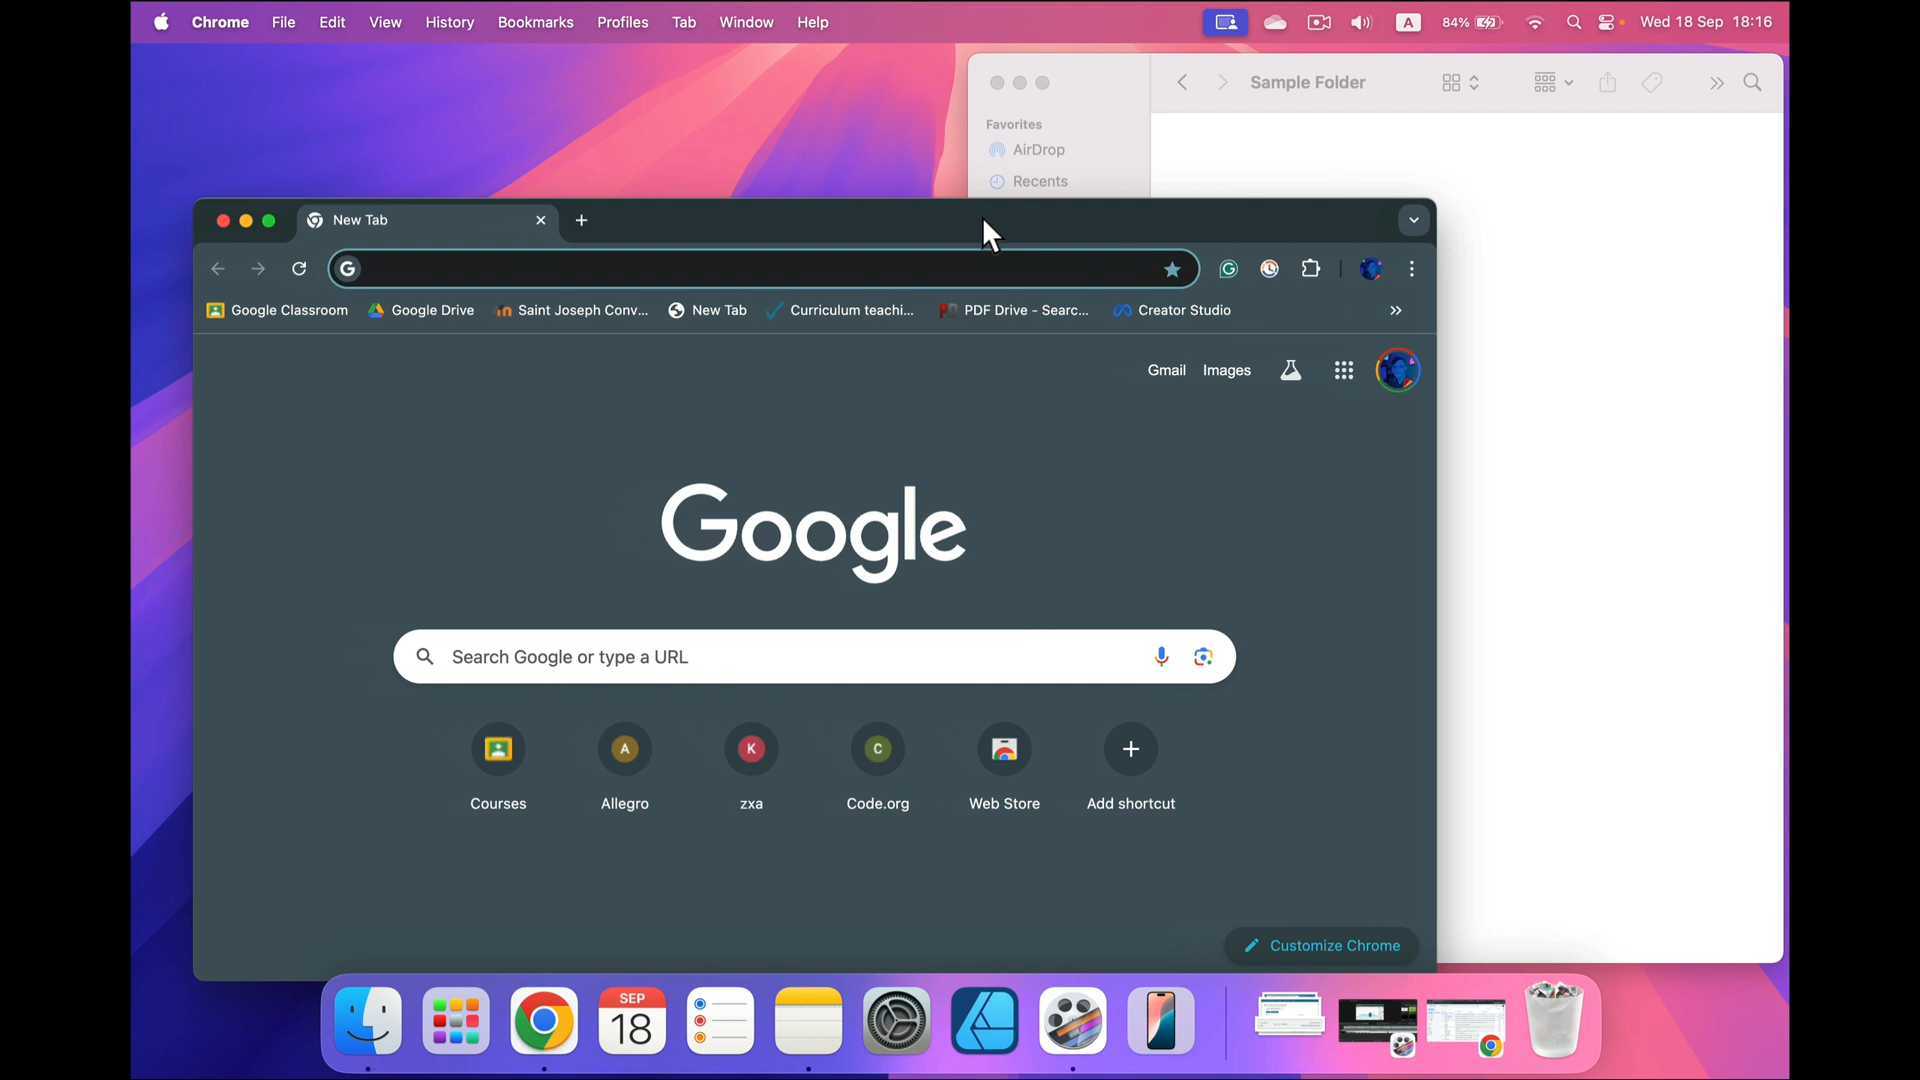 Chrome File Edit View History Bookmarks Profiles Tab Window Help A 84% Wed 18 Sep 18:16
Sample Folder
Favorites
AirDrop
Recents
New Tab
Google Classroom Google Drive Saint Joseph Conv... New Tab Curriculum teachi... PDF Drive - Searc... Creator Studio
Gmail Images
Google
Search Google or type a URL
A K C
Courses Allegro zxa Code.org Web Store Add shortcut
Customize Chrome
SEP
18